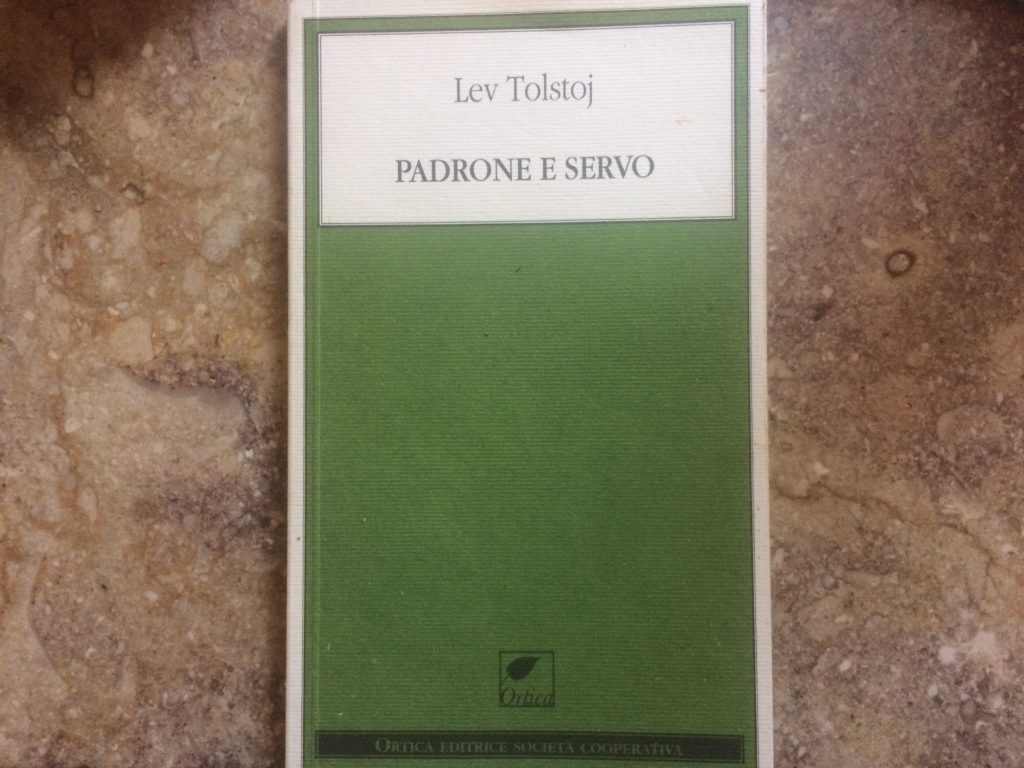 Lev Tolstoj
PADRONE E SERVO
Ortica
ORTICA EDITRICE SOCIETÀ COOPERATIVA